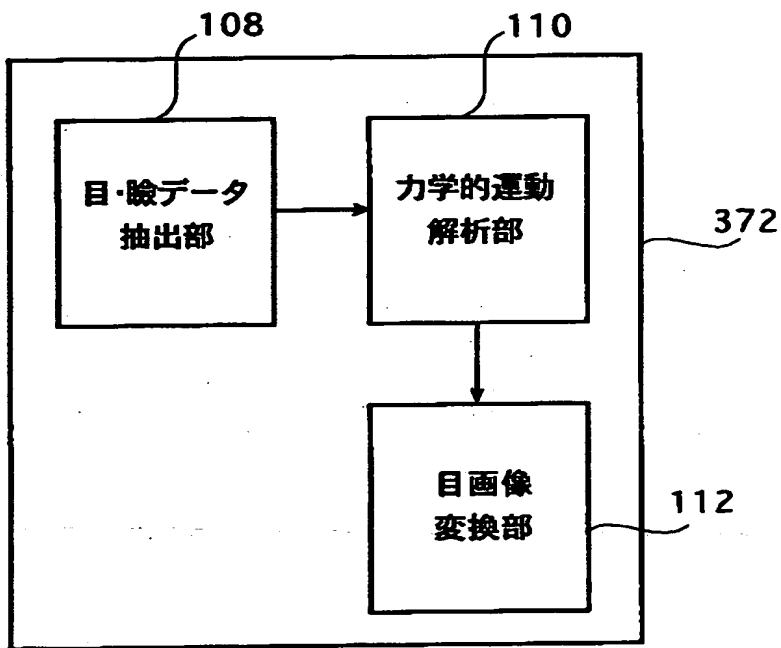 108
110
目・瞼データ
抽出部
力学的運動
解析部
372
目画像
変換部
112